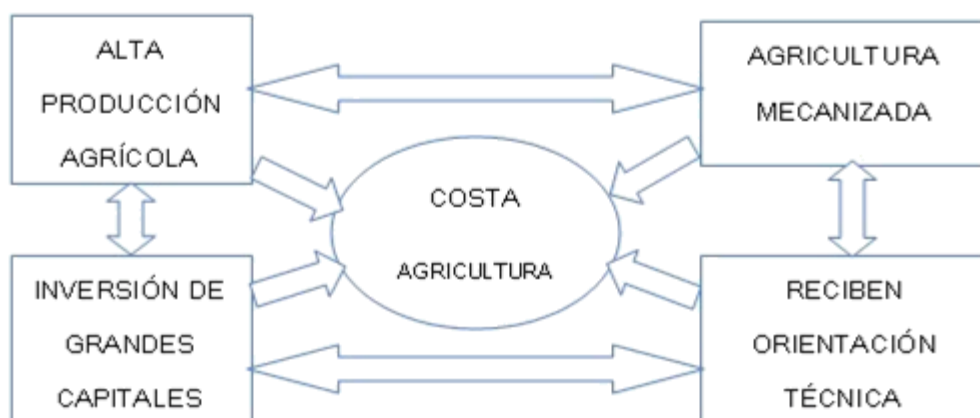 ALTA
PRODUCCIÓN
AGRÍCOLA
AGRICULTURA
MECANIZADA
COSTA
AGRICULTURA
INVERSIÓN DE
GRANDES
CAPITALES
RECIBEN
ORIENTACIÓN
TÉCNICA